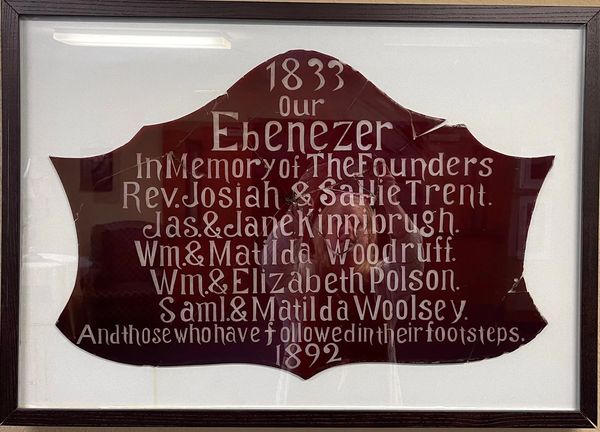 1833
Our
Ebenezer
In Memory of The Founders
Rev. Josiah & Sallie Trent.
Jas. & Jane Kinnibrugh.
Wm. & Matilda Woodruff.
Wm. & Elizabeth Polson.
Saml. & Matilda Woolsey.
And those who have followed in their footsteps.
1892